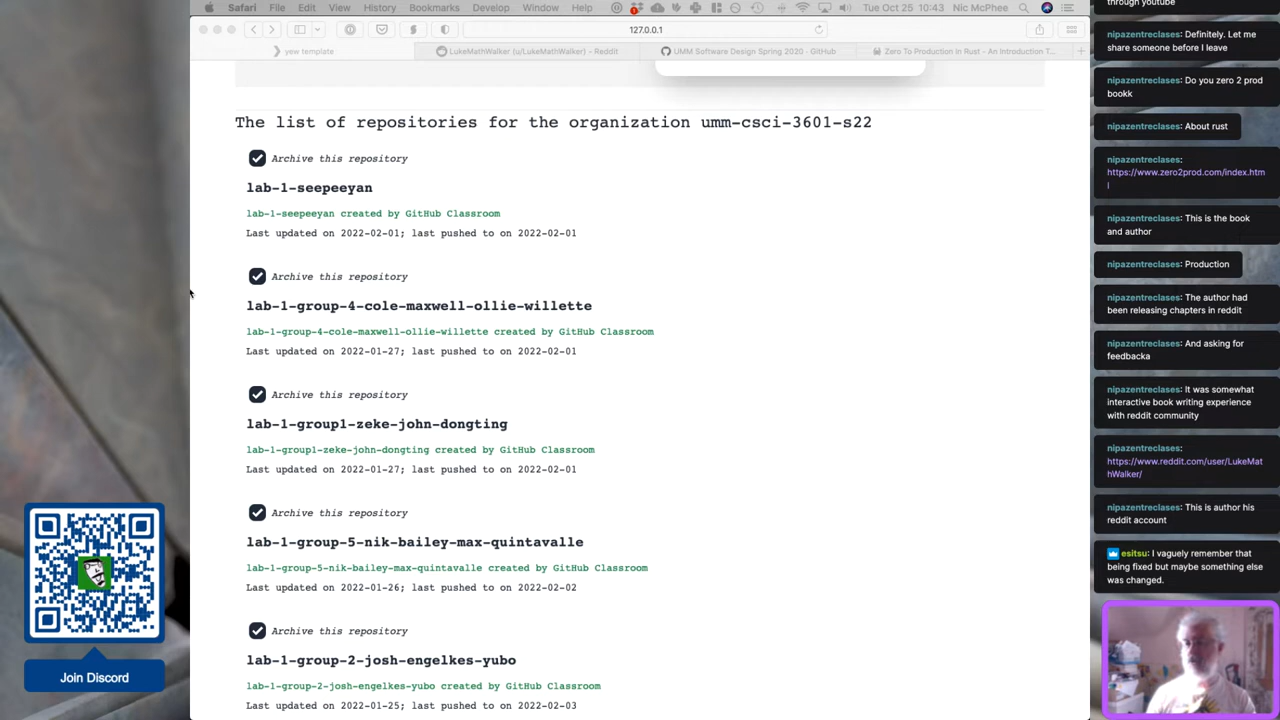 Safari File Edit View History Bookmarks Develop Window Help Tue Oct 25 10:43 Nic McPhee
127.0.0.1
yew template
LukeMathWalker (u/LukeMathWalker) - Reddit
UMM Software Design Spring 2020 - GitHub
Zero To Production in Rust - An Introduction T...
The list of repositories for the organization umm-csci-3601-s22
Archive this repository
lab-1-seepeeyan
lab-1-seepeeyan created by GitHub Classroom
Last updated on 2022-02-01; last pushed to on 2022-02-01
Archive this repository
lab-1-group-4-cole-maxwell-ollie-willette
lab-1-group-4-cole-maxwell-ollie-willette created by GitHub Classroom
Last updated on 2022-01-27; last pushed to on 2022-02-01
Archive this repository
lab-1-group1-zeke-john-dongting
lab-1-group1-zeke-john-dongting created by GitHub Classroom
Last updated on 2022-01-27; last pushed to on 2022-02-01
Archive this repository
lab-1-group-5-nik-bailey-max-quintavalle
lab-1-group-5-nik-bailey-max-quintavalle created by GitHub Classroom
Last updated on 2022-01-26; last pushed to on 2022-02-02
Archive this repository
lab-1-group-2-josh-engelkes-yubo
lab-1-group-2-josh-engelkes-yubo created by GitHub Classroom
Last updated on 2022-01-25; last pushed to on 2022-02-03
Join Discord
through youtube
nipazentreclases: Definitely. Let me
share someone before I leave
nipazentreclases: Do you zero 2 prod
bookk
nipazentreclases: About rust
nipazentreclases:
https://www.zero2prod.com/index.htm
l
nipazentreclases: This is the book
and author
nipazentreclases: Production
nipazentreclases: The author had
been releasing chapters in reddit
nipazentreclases: And asking for
feedbacka
nipazentreclases: It was somewhat
interactive book writing experience
with reddit community
nipazentreclases:
https://www.reddit.com/user/LukeMat
hWalker/
nipazentreclases: This is author his
reddit account
esitsu: I vaguely remember that
being fixed but maybe something else
was changed.